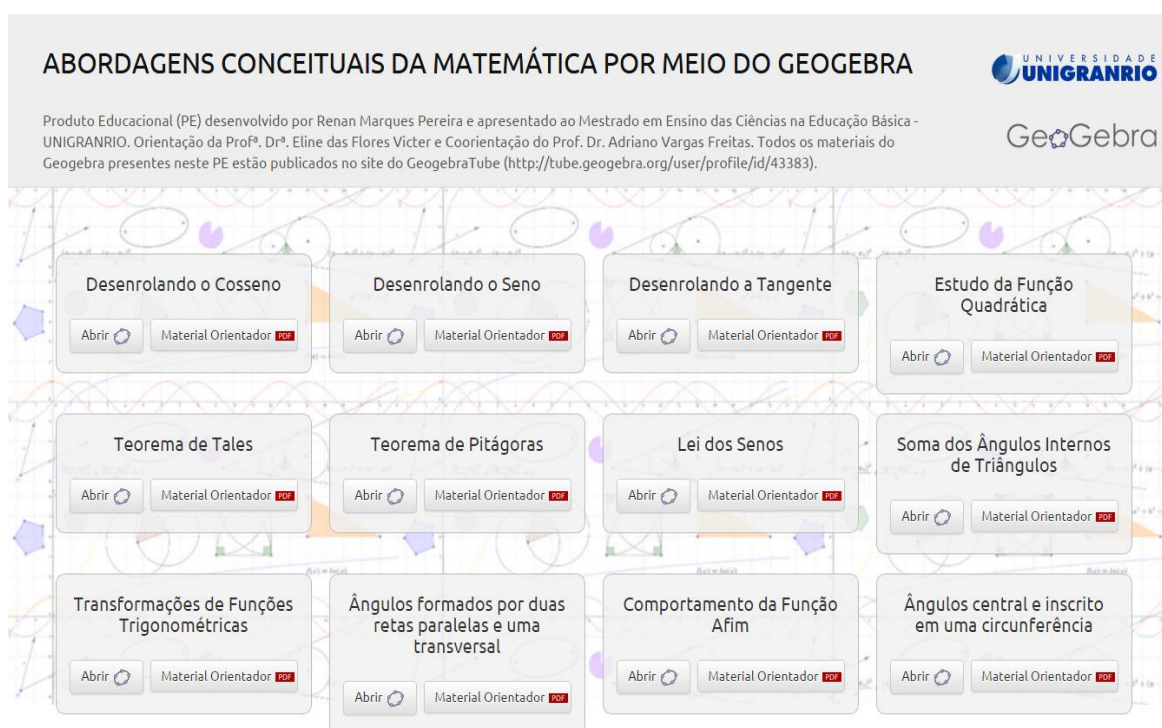 ABORDAGENS CONCEITUAIS DA MATEMÁTICA POR MEIO DO GEOGEBRA
UNIVERSIDADE
UNIGRANRIO
Produto Educacional (PE) desenvolvido por Renan Marques Pereira e apresentado ao Mestrado em Ensino das Ciências na Educação Básica -
UNIGRANRIO. Orientação da Profª. Drª. Eline das Flores Victer e Coorientação do Prof. Dr. Adriano Vargas Freitas. Todos os materiais do
Geogebra presentes neste PE estão publicados no site do GeogebraTube (http://tube.geogebra.org/user/profile/id/43383).
GeoGebra
Desenrolando o Cosseno
Abrir Material Orientador PDF
Desenrolando o Seno
Abrir Material Orientador PDF
Desenrolando a Tangente
Abrir Material Orientador PDF
Estudo da Função
Quadrática
Abrir Material Orientador PDF
Teorema de Tales
Abrir Material Orientador PDF
Teorema de Pitágoras
Abrir Material Orientador PDF
Lei dos Senos
Abrir Material Orientador PDF
Soma dos Ângulos Internos
de Triângulos
Abrir Material Orientador PDF
Transformações de Funções
Trigonométricas
Abrir Material Orientador PDF
Ângulos formados por duas
retas paralelas e uma
transversal
Abrir Material Orientador PDF
Comportamento da Função
Afim
Abrir Material Orientador PDF
Ângulos central e inscrito
em uma circunferência
Abrir Material Orientador PDF